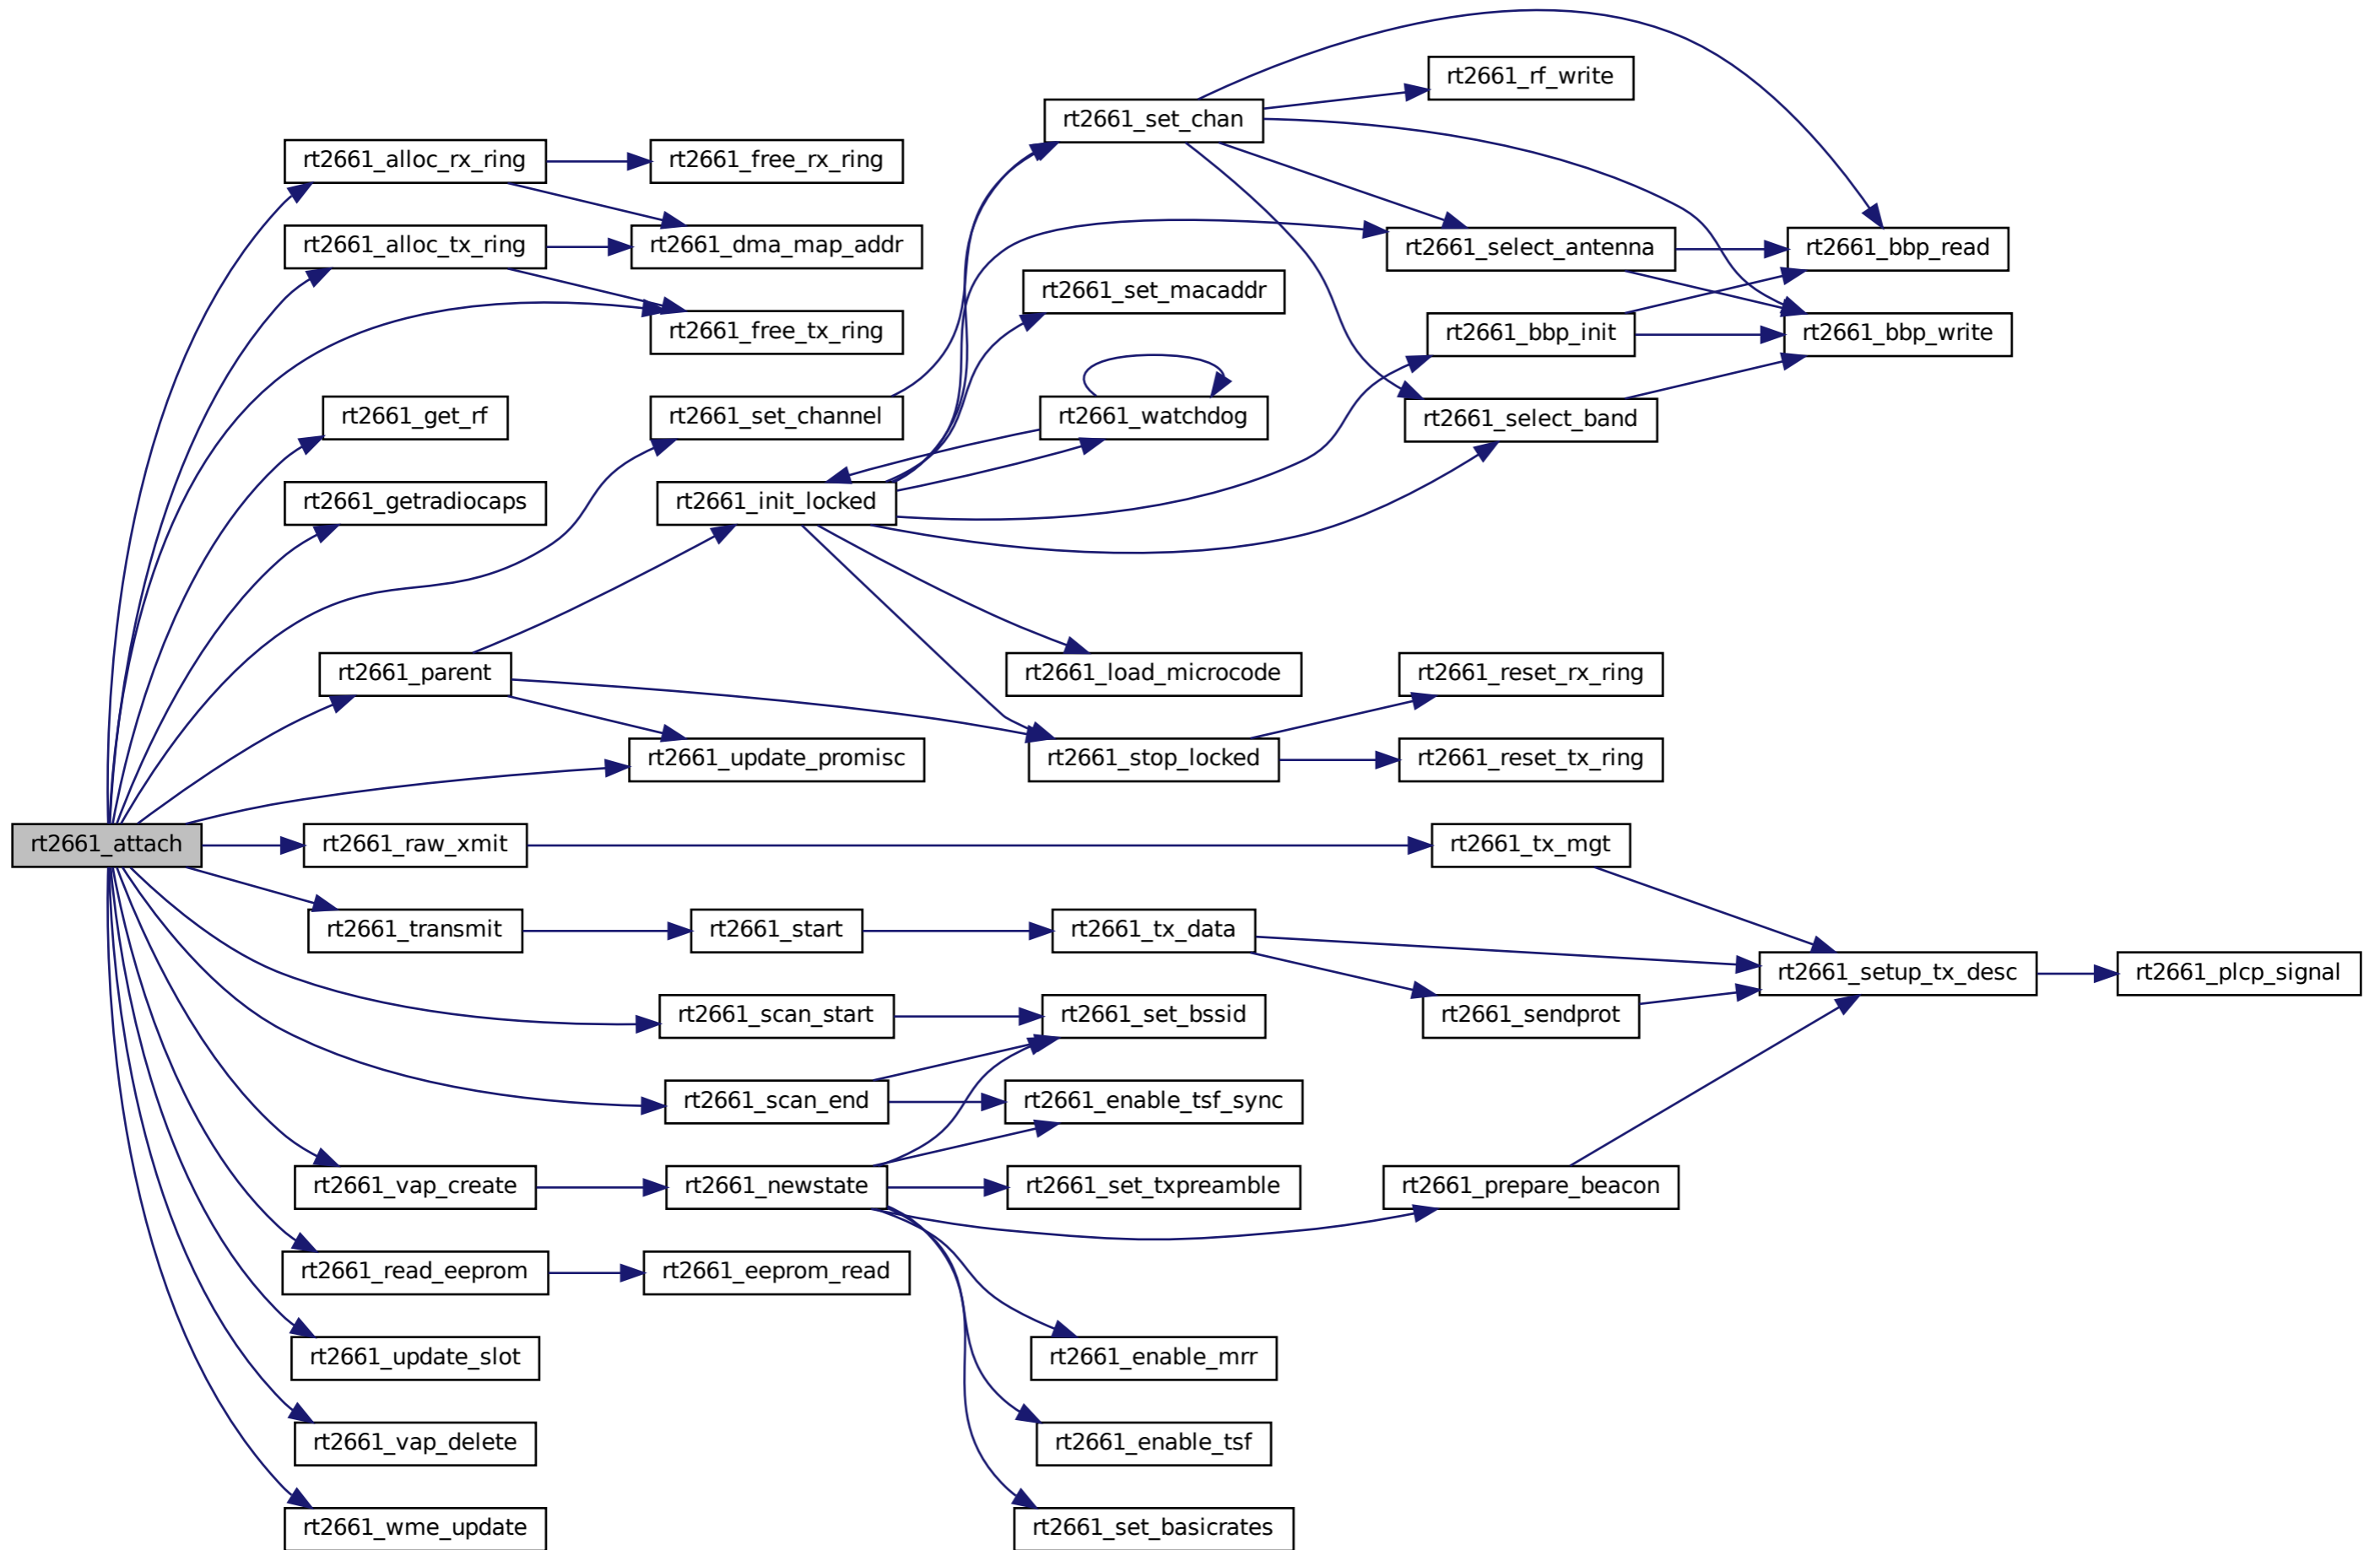 rt2661_rf_write
rt2661_set_chan
rt2661_alloc_rx_ring
rt2661_free_rx_ring
rt2661_alloc_tx_ring
rt2661_dma_map_addr
rt2661_select_antenna
rt2661_bbp_read
rt2661_set_macaddr
rt2661_free_tx_ring
rt2661_bbp_init
rt2661_bbp_write
rt2661_get_rf
rt2661_set_channel
rt2661_watchdog
rt2661_select_band
rt2661_getradiocaps
rt2661_init_locked
rt2661_parent
rt2661_load_microcode
rt2661_reset_rx_ring
rt2661_update_promisc
rt2661_stop_locked
rt2661_reset_tx_ring
rt2661_attach
rt2661_raw_xmit
rt2661_tx_mgt
rt2661_transmit
rt2661_start
rt2661_tx_data
rt2661_setup_tx_desc
rt2661_plcp_signal
rt2661_scan_start
rt2661_set_bssid
rt2661_sendprot
rt2661_scan_end
rt2661_enable_tsf_sync
rt2661_vap_create
rt2661_newstate
rt2661_set_txpreamble
rt2661_prepare_beacon
rt2661_read_eeprom
rt2661_eeprom_read
rt2661_update_slot
rt2661_enable_mrr
rt2661_vap_delete
rt2661_enable_tsf
rt2661_wme_update
rt2661_set_basicrates